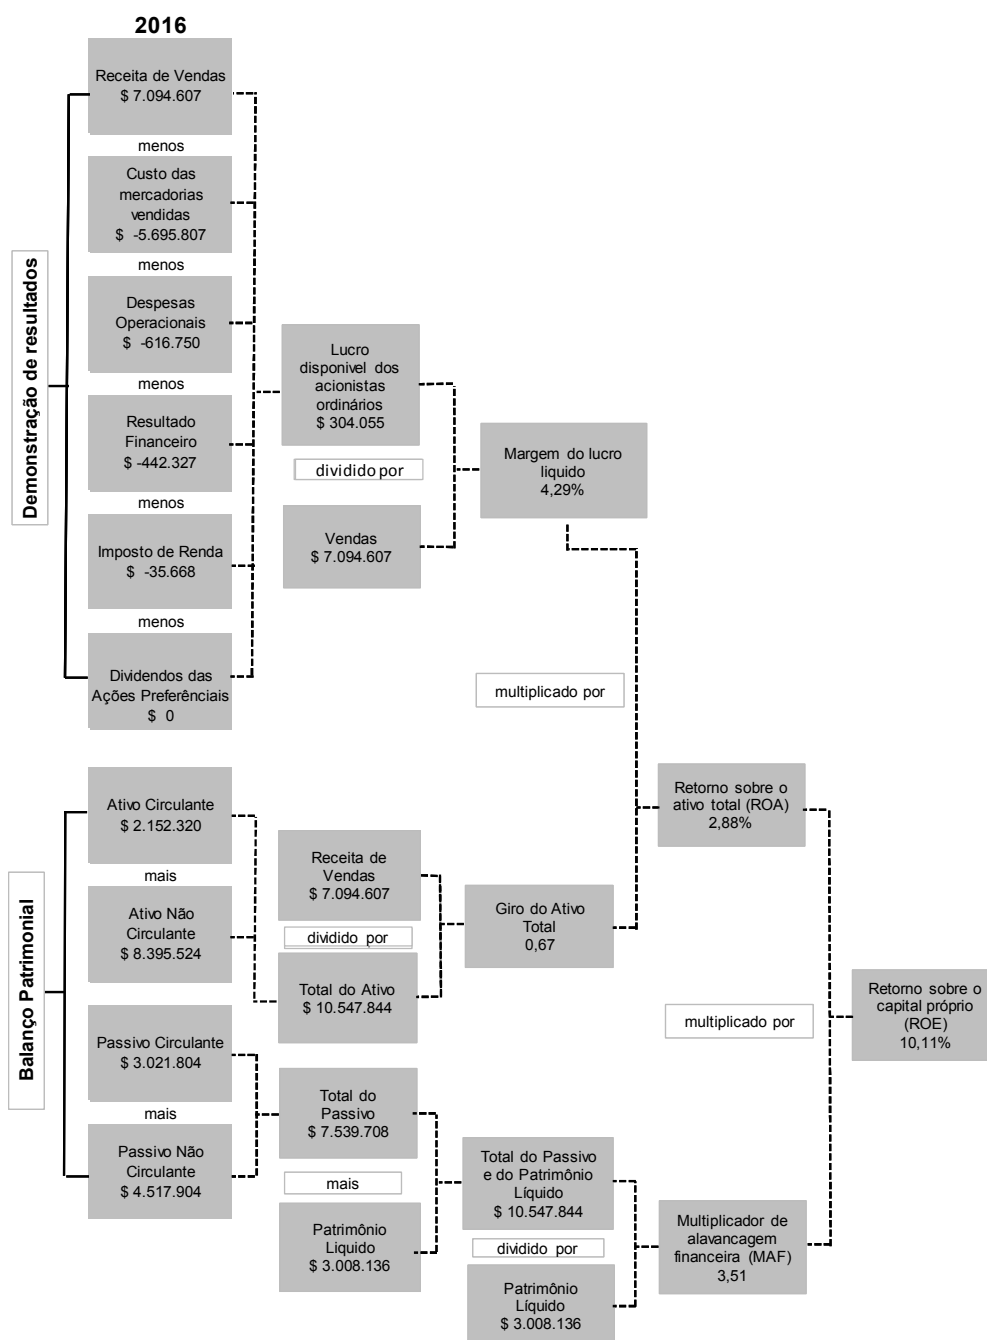 2016
Demonstração de resultados
Receita de Vendas
$ 7.094.607
menos
Custo das
mercadorias
vendidas
$ -5.695.807
menos
Despesas
Operacionais
$ -616.750
menos
Resultado
Financeiro
$ -442.327
menos
Imposto de Renda
$ -35.668
menos
Dividendos das
Ações Preferênciais
$ 0
Lucro
disponivel dos
acionistas
ordinários
$ 304.055
dividido por
Vendas
$ 7.094.607
Margem do lucro
liquido
4,29%
multiplicado por
Balanço Patrimonial
Ativo Circulante
$ 2.152.320
mais
Ativo Não
Circulante
$ 8.395.524
Passivo Circulante
$ 3.021.804
mais
Passivo Não
Circulante
$ 4.517.904
Receita de
Vendas
$ 7.094.607
dividido por
Total do Ativo
$ 10.547.844
Giro do Ativo
Total
0,67
Retorno sobre o
ativo total (ROA)
2,88%
Total do
Passivo
$ 7.539.708
mais
Patrimônio
Liquido
$ 3.008.136
Total do Passivo
e do Patrimônio
Líquido
$ 10.547.844
dividido por
Patrimônio
Líquido
$ 3.008.136
Multiplicador de
alavancagem
financeira (MAF)
3,51
multiplicado por
Retorno sobre o
capital próprio
(ROE)
10,11%